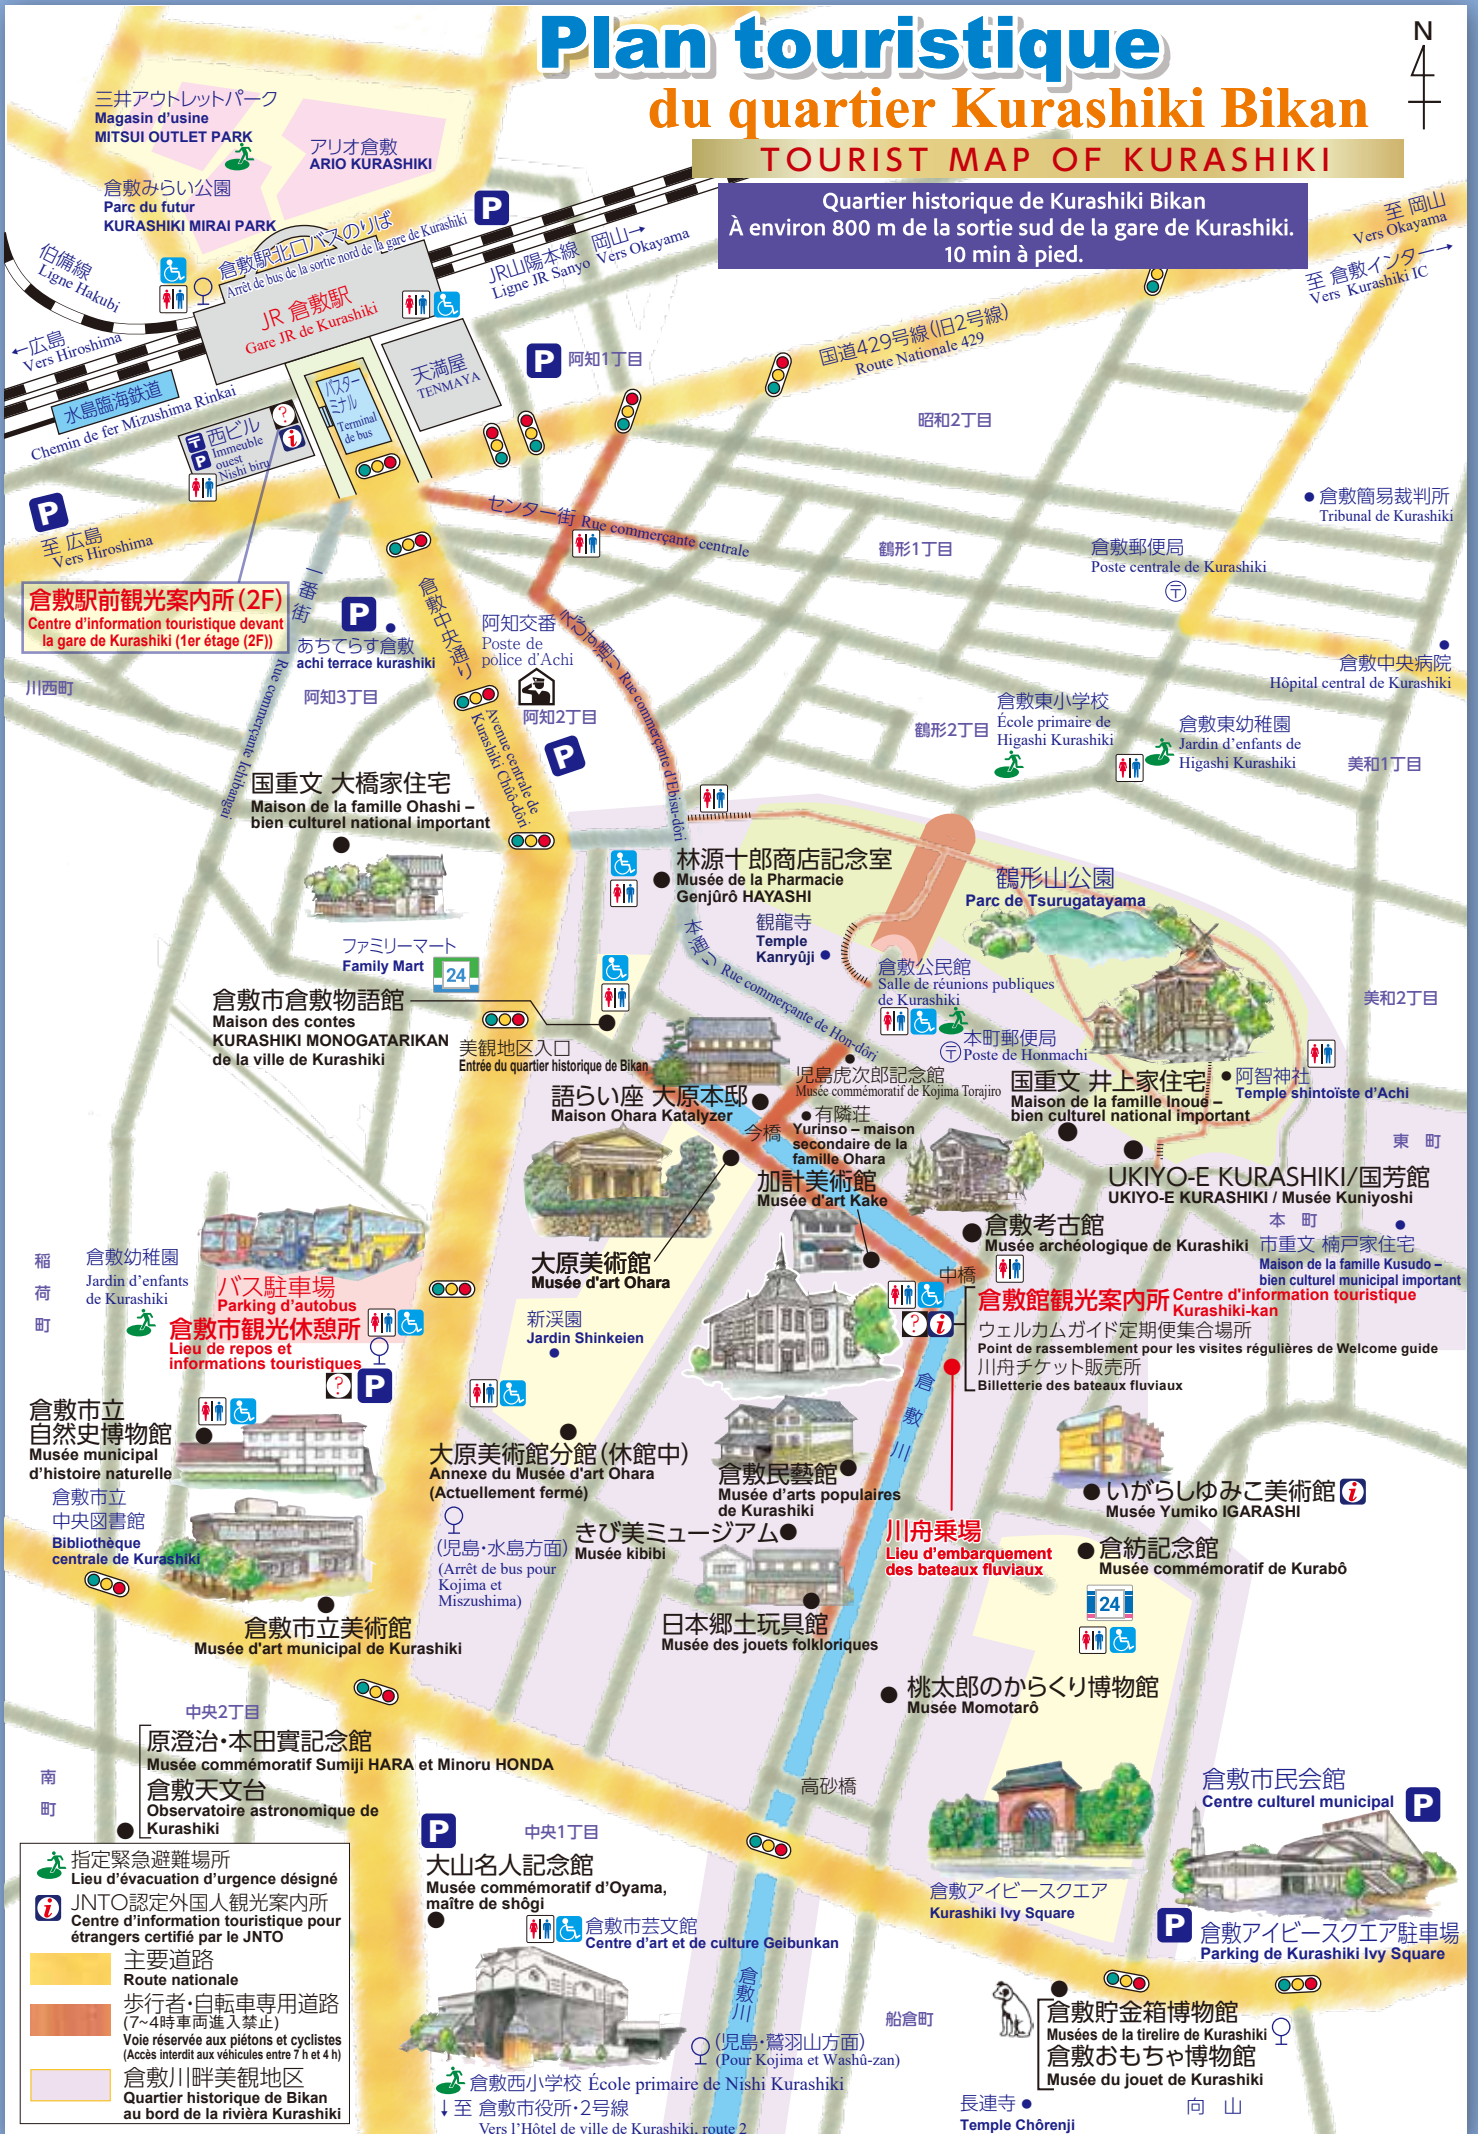 Plan touristique
du quartier Kurashiki Bikan
TOURIST MAP OF KURASHIKI
N
Quartier historique de Kurashiki Bikan
À environ 800 m de la sortie sud de la gare de Kurashiki.
10 min à pied.
三井アウトレットパーク
Magasin d'usine
MITSUI OUTLET PARK
アリオ倉敷
ARIO KURASHIKI
倉敷みらい公園
Parc du futur
KURASHIKI MIRAI PARK
P
倉敷駅北口バスのりば
Arrêt de bus de la sortie nord de la gare de Kurashiki
伯備線
Ligne Hakubi
JR山陽本線 岡山→
Ligne JR Sanyo Vers Okayama
至 岡山
Vers Okayama
至 倉敷インター→
Vers Kurashiki IC
JR 倉敷駅
Gare JR de Kurashiki
←広島
Vers Hiroshima
水島臨海鉄道
Chemin de fer Mizushima Rinkai
天満屋
TENMAYA
P
阿知1丁目
国道429号線(旧2号線)
Route Nationale 429
バスター
ミナル
Terminal
de bus
〒
P
西ビル
Immeuble
ouest
Nishi biru
?
i
昭和2丁目
P
至 広島
Vers Hiroshima
センター街 Rue commerçante centrale
鶴形1丁目
倉敷簡易裁判所
Tribunal de Kurashiki
倉敷郵便局
Poste centrale de Kurashiki
〒
倉敷駅前観光案内所(2F)
Centre d'information touristique devant
la gare de Kurashiki (1er étage (2F))
一番街
Rue commerçante Ichibangai
P
あちてらす倉敷
achi terrace kurashiki
倉敷中央通り
Avenue centrale de
Kurashiki Chûô-dôri
阿知交番
Poste de
police d'Achi
えびす通り Rue commerçante d'Ebisu-dôri
倉敷中央病院
Hôpital central de Kurashiki
川西町
阿知3丁目
阿知2丁目
P
鶴形2丁目
倉敷東小学校
École primaire de
Higashi Kurashiki
倉敷東幼稚園
Jardin d'enfants de
Higashi Kurashiki
美和1丁目
国重文 大橋家住宅
Maison de la famille Ohashi –
bien culturel national important
林源十郎商店記念室
Musée de la Pharmacie
Genjûrô HAYASHI
鶴形山公園
Parc de Tsurugatayama
観龍寺
Temple
Kanryûji
本通り Rue commerçante de Hon-dôri
ファミリーマート
Family Mart
24
倉敷公民館
Salle de réunions publiques
de Kurashiki
美和2丁目
倉敷市倉敷物語館
Maison des contes
KURASHIKI MONOGATARIKAN
de la ville de Kurashiki
美観地区入口
Entrée du quartier historique de Bikan
本町郵便局
〒
Poste de Honmachi
児島虎次郎記念館
Musée commémoratif de Kojima Torajiro
語らい座 大原本邸
Maison Ohara Katalyzer
今橋
有隣荘
Yurinso – maison
secondaire de la
famille Ohara
国重文 井上家住宅
Maison de la famille Inoue –
bien culturel national important
阿智神社
Temple shintoïste d'Achi
東 町
加計美術館
Musée d'art Kake
UKIYO-E KURASHIKI/国芳館
UKIYO-E KURASHIKI / Musée Kuniyoshi
本 町
倉敷考古館
Musée archéologique de Kurashiki
市重文 楠戸家住宅
Maison de la famille Kusudo –
bien culturel municipal important
稲荷町
倉敷幼稚園
Jardin d'enfants
de Kurashiki
バス駐車場
Parking d'autobus
倉敷市観光休憩所
Lieu de repos et
informations touristiques
?
P
大原美術館
Musée d'art Ohara
新渓園
Jardin Shinkeien
中橋
?
i
倉敷館観光案内所 Centre d'information touristique
Kurashiki-kan
ウェルカムガイド定期便集合場所
Point de rassemblement pour les visites régulières de Welcome guide
川舟チケット販売所
Billetterie des bateaux fluviaux
倉敷川
倉敷市立
自然史博物館
Musée municipal
d'histoire naturelle
大原美術館分館(休館中)
Annexe du Musée d'art Ohara
(Actuellement fermé)
倉敷民藝館
Musée d'arts populaires
de Kurashiki
いがらしゆみこ美術館
i
Musée Yumiko IGARASHI
倉敷市立
中央図書館
Bibliothèque
centrale de Kurashiki
(児島・水島方面)
(Arrêt de bus pour
Kojima et
Miszushima)
きび美ミュージアム
Musée kibibi
川舟乗場
Lieu d'embarquement
des bateaux fluviaux
倉紡記念館
Musée commémoratif de Kurabô
24
倉敷市立美術館
Musée d'art municipal de Kurashiki
日本郷土玩具館
Musée des jouets folkloriques
桃太郎のからくり博物館
Musée Momotarô
中央2丁目
原澄治・本田實記念館
Musée commémoratif Sumiji HARA et Minoru HONDA
倉敷天文台
Observatoire astronomique de
Kurashiki
南町
高砂橋
倉敷市民会館
Centre culturel municipal
P
P
中央1丁目
大山名人記念館
Musée commémoratif d'Oyama,
maître de shôgi
倉敷アイビースクエア
Kurashiki Ivy Square
P
倉敷アイビースクエア駐車場
Parking de Kurashiki Ivy Square
倉敷市芸文館
Centre d'art et de culture Geibunkan
倉敷川
船倉町
倉敷貯金箱博物館
Musées de la tirelire de Kurashiki
倉敷おもちゃ博物館
Musée du jouet de Kurashiki
(児島・鷲羽山方面)
(Pour Kojima et Washû-zan)
倉敷西小学校 École primaire de Nishi Kurashiki
↓至 倉敷市役所・2号線
Vers l'Hôtel de ville de Kurashiki, route 2
長連寺
Temple Chôrenji
向 山
指定緊急避難場所
Lieu d'évacuation d'urgence désigné
i
JNTO認定外国人観光案内所
Centre d'information touristique pour
étrangers certifié par le JNTO
主要道路
Route nationale
歩行者・自転車専用道路
(7~4時車両進入禁止)
Voie réservée aux piétons et cyclistes
(Accès interdit aux véhicules entre 7 h et 4 h)
倉敷川畔美観地区
Quartier historique de Bikan
au bord de la rivièra Kurashiki